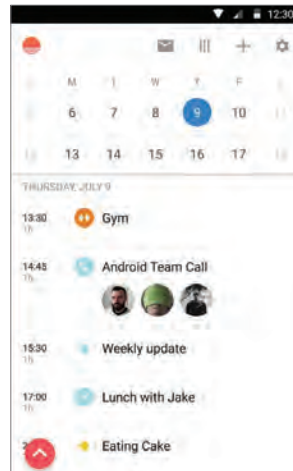 12:30
M T W T F
6 7 8 9 10 11
13 14 15 16 17 18
THURSDAY, JULY 9
13:30 Gym
1h
14:45 Android Team Call
1h
15:30 Weekly update
1h
17:00 Lunch with Jake
1h
Eating Cake